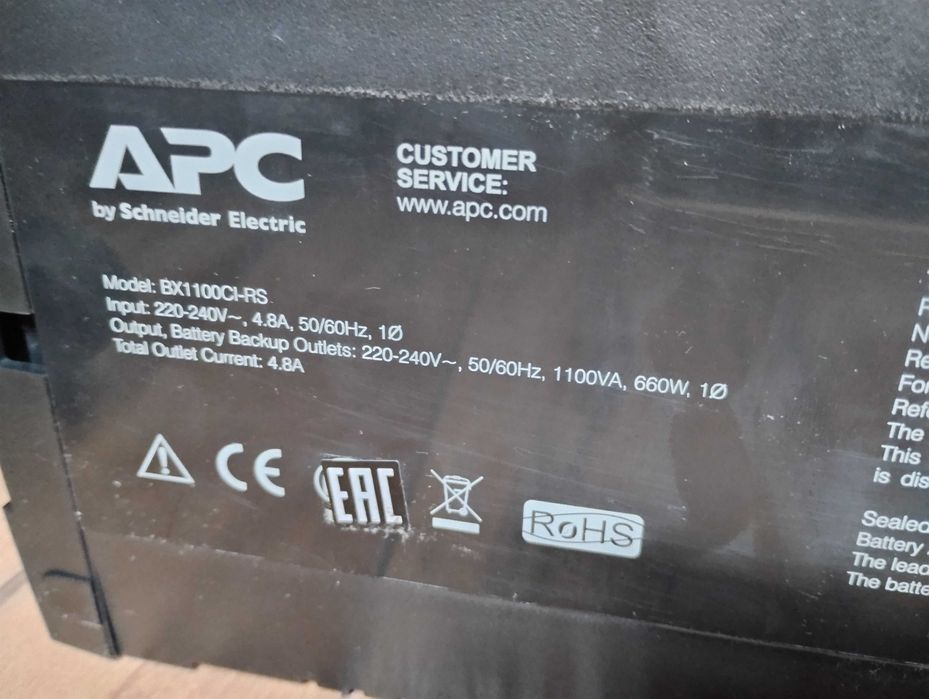 APC
by Schneider Electric
CUSTOMER
SERVICE:
www.apc.com
Model: BX1100CI-RS
Input: 220-240V~, 4.8A, 50/60Hz, 1Ø
Output, Battery Backup Outlets: 220-240V~, 50/60Hz, 1100VA, 660W, 1Ø
Total Outlet Current: 4.8A
CE
EAC
RoHS
The
This
is dis
Sealed
Battery
The lead
The batte